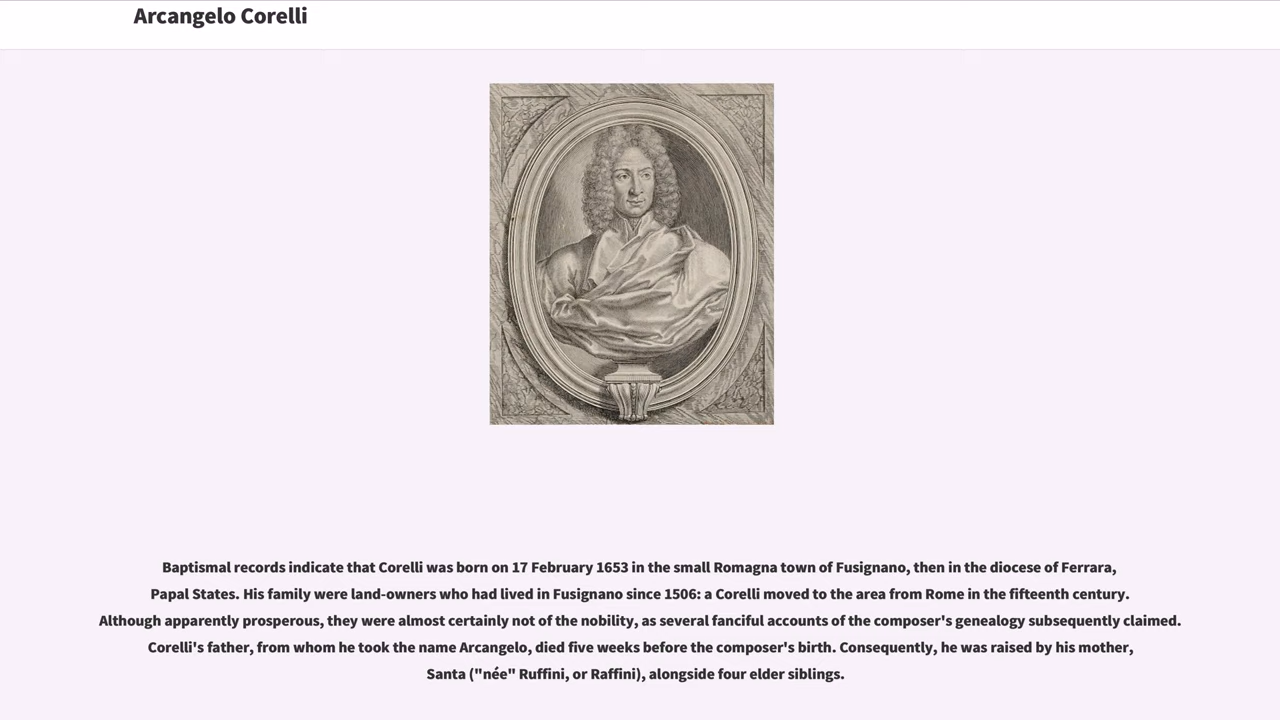 Arcangelo Corelli
Baptismal records indicate that Corelli was born on 17 February 1653 in the small Romagna town of Fusignano, then in the diocese of Ferrara,
Papal States. His family were land-owners who had lived in Fusignano since 1506: a Corelli moved to the area from Rome in the fifteenth century.
Although apparently prosperous, they were almost certainly not of the nobility, as several fanciful accounts of the composer's genealogy subsequently claimed.
Corelli's father, from whom he took the name Arcangelo, died five weeks before the composer's birth. Consequently, he was raised by his mother,
Santa ("née" Ruffini, or Raffini), alongside four elder siblings.